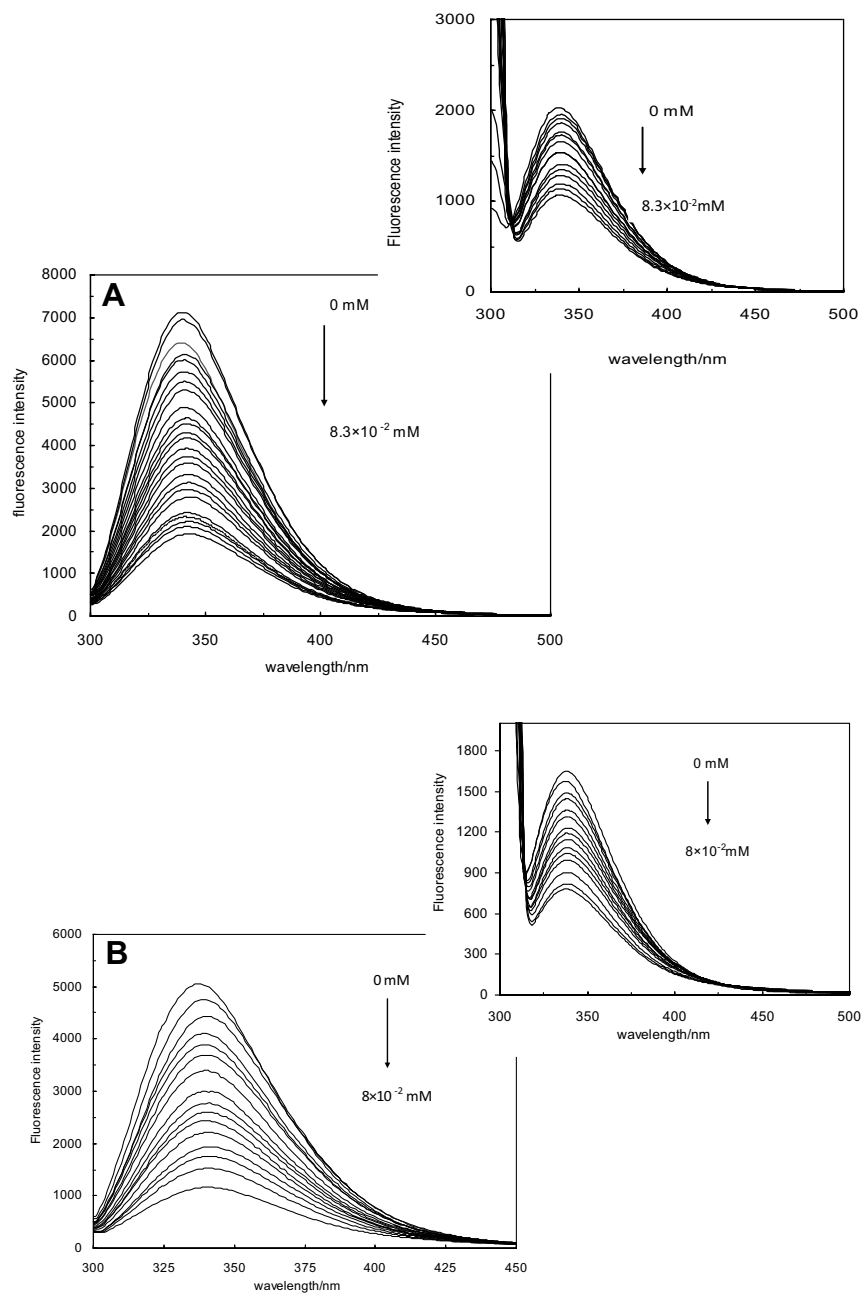 3000
2000
1000
0
Fluorescence intensity
0 mM
8.3×10-2mM
300 350 400 450 500
wavelength/nm
A
8000
7000
6000
5000
4000
3000
2000
1000
0
fluorescence intensity
0 mM
8.3×10 -2 mM
300 350 400 450 500
wavelength/nm
1800
1500
1200
900
600
300
0
Fluorescence intensity
0 mM
8×10-2mM
300 350 400 450 500
wavelength/nm
B
6000
5000
4000
3000
2000
1000
0
Fluorescence intensity
0 mM
8×10 -2 mM
300 325 350 375 400 425 450
wavelength/nm